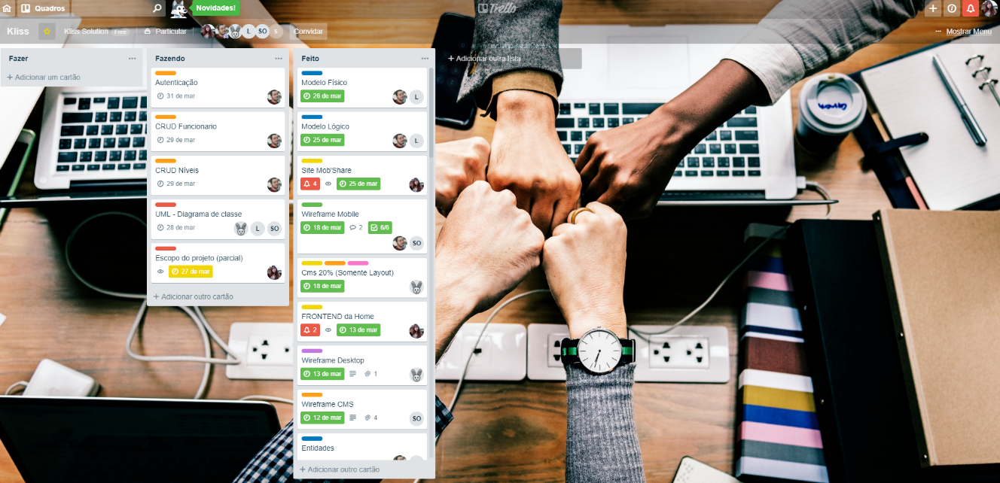 Quadros
Novidades!
Trello
Kliss
Kliss Solution Free
Particular
L
SO
5
Convidar
... Mostrar Menu
Fazer
...
+ Adicionar um cartão
Fazendo
...
Autenticação
31 de mar
CRUD Funcionario
29 de mar
CRUD Níveis
29 de mar
UML - Diagrama de classe
28 de mar
L
SO
Escopo do projeto (parcial)
27 de mar
+ Adicionar outro cartão
Feito
...
Modelo Físico
26 de mar
L
Modelo Lógico
25 de mar
L
Site Mob'Share
4
25 de mar
Wireframe Mobile
18 de mar
2
6/6
SO
Cms 20% (Somente Layout)
18 de mar
FRONTEND da Home
2
13 de mar
Wireframe Desktop
13 de mar
1
Wireframe CMS
12 de mar
4
SO
Entidades
+ Adicionar outro cartão
+ Adicionar outra lista